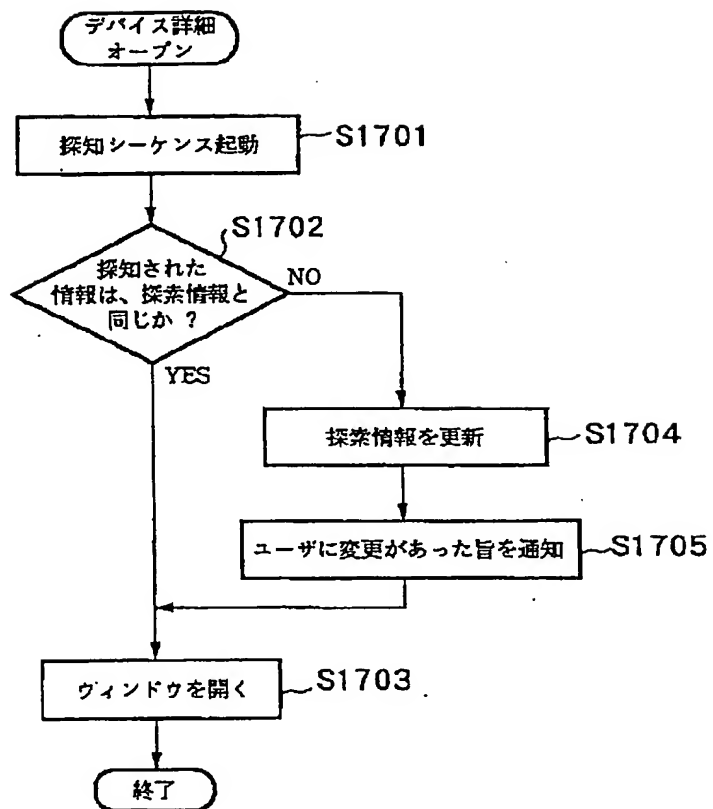 デバイス詳細
オープン
探知シーケンス起動
S1701
S1702
探知された
情報は、探索情報と
同じか ?
NO
YES
探索情報を更新
S1704
ユーザに変更があった旨を通知
S1705
ウィンドウを開く
S1703
終了